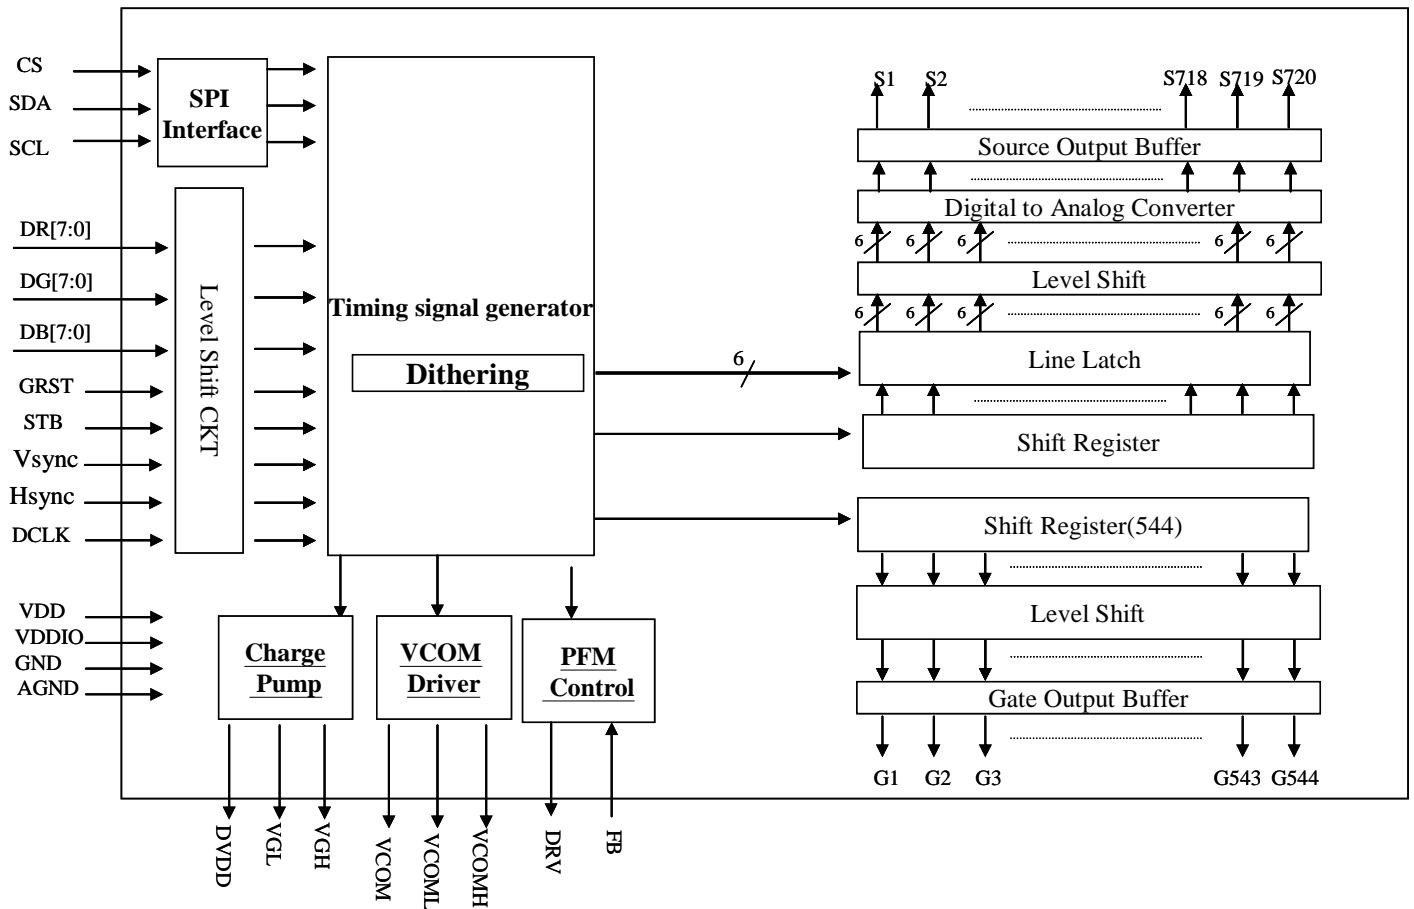 CS
SDA
SCL
SPI
Interface
DR[7:0]
DG[7:0]
DB[7:0]
GRST
STB
Vsync
Hsync
DCLK
Level Shift CKT
VDD
VDDIO
GND
AGND
Timing signal generator
Dithering
6
S1 S2 S718 S719 S720
Source Output Buffer
Digital to Analog Converter
6 6 6 6 6
Level Shift
6 6 6 6 6
Line Latch
Shift Register
Shift Register(544)
Level Shift
Gate Output Buffer
G1 G2 G3 G543 G544
Charge
Pump
VCOM
Driver
PFM
Control
DVDD
VGL
VGH
VCOM
VCOML
VCOMH
DRV
FB